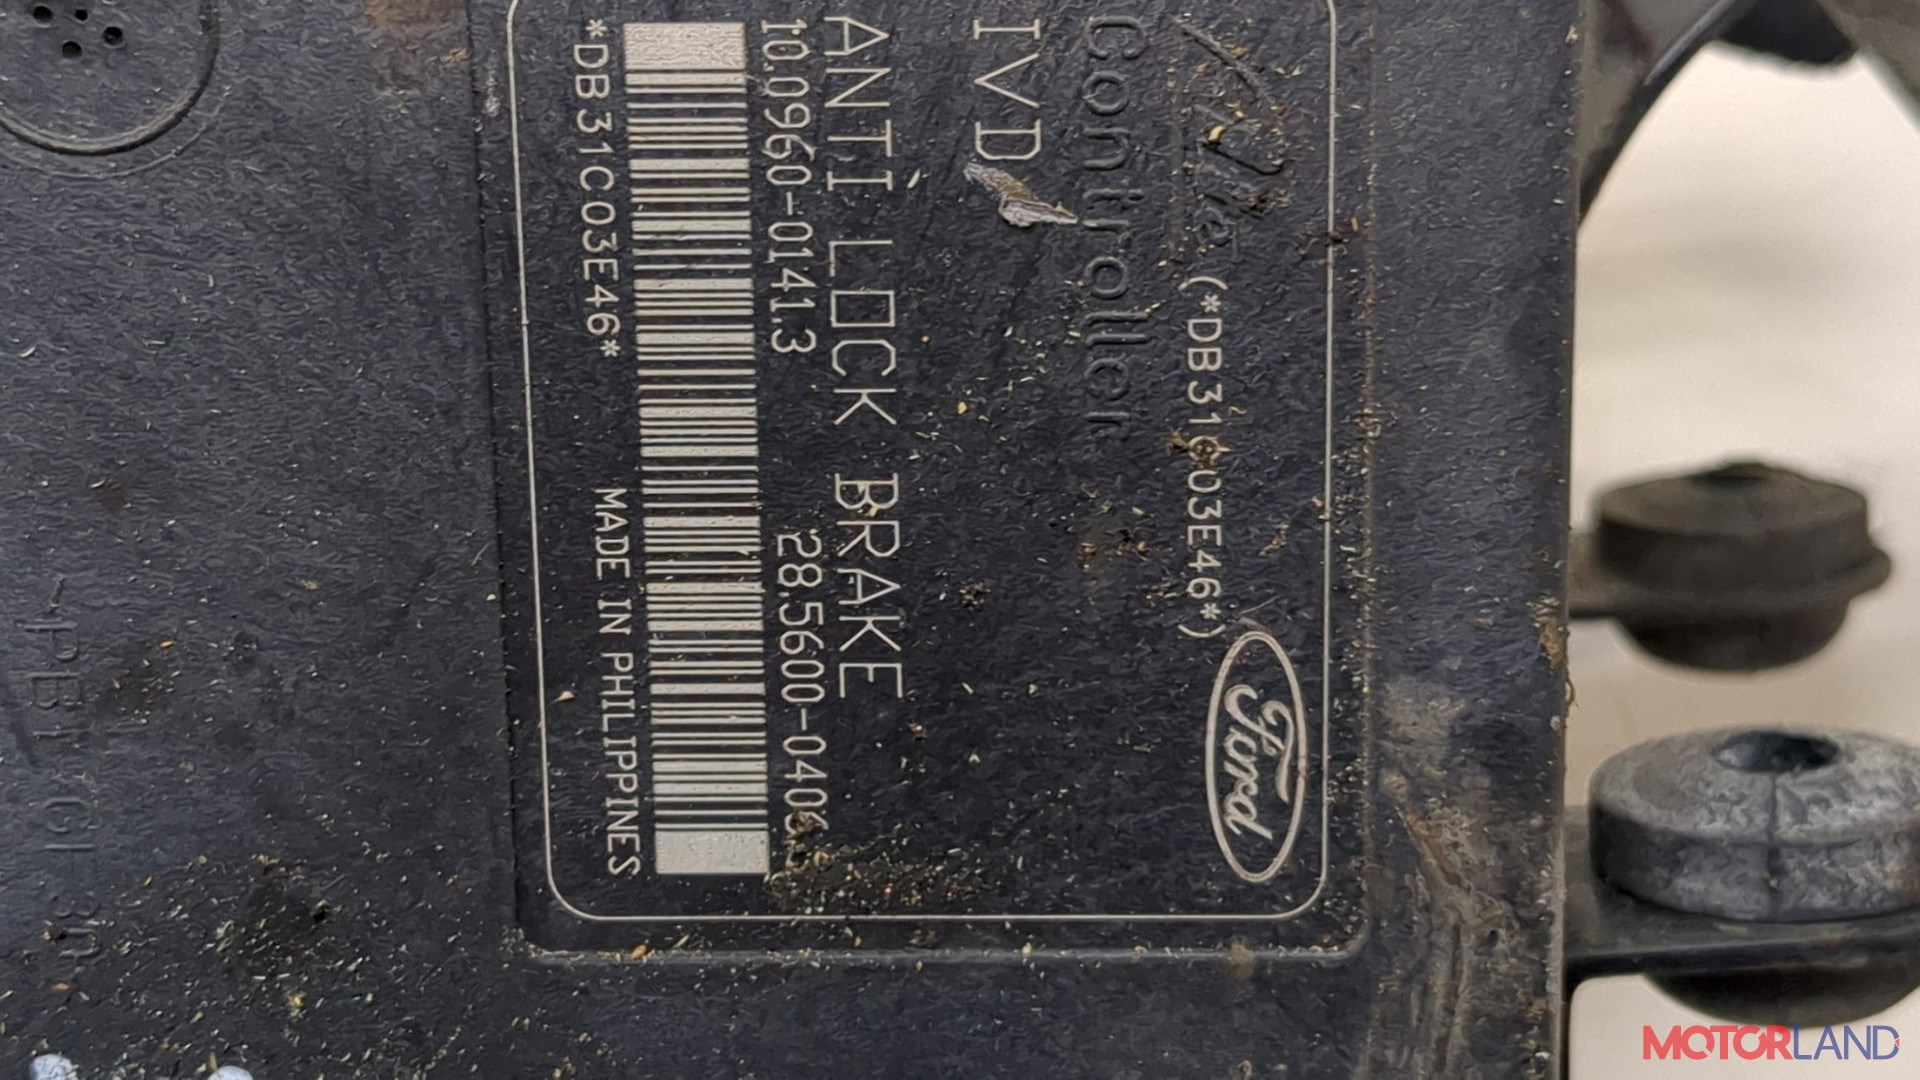 (*DB31C03E46*)
Ford
Controller
IVD
ANTI LOCK BRAKE
10.0960-0141.3
28.5600-0406
*DB31C03E46*
MADE IN PHILIPPINES
MOTORLAND